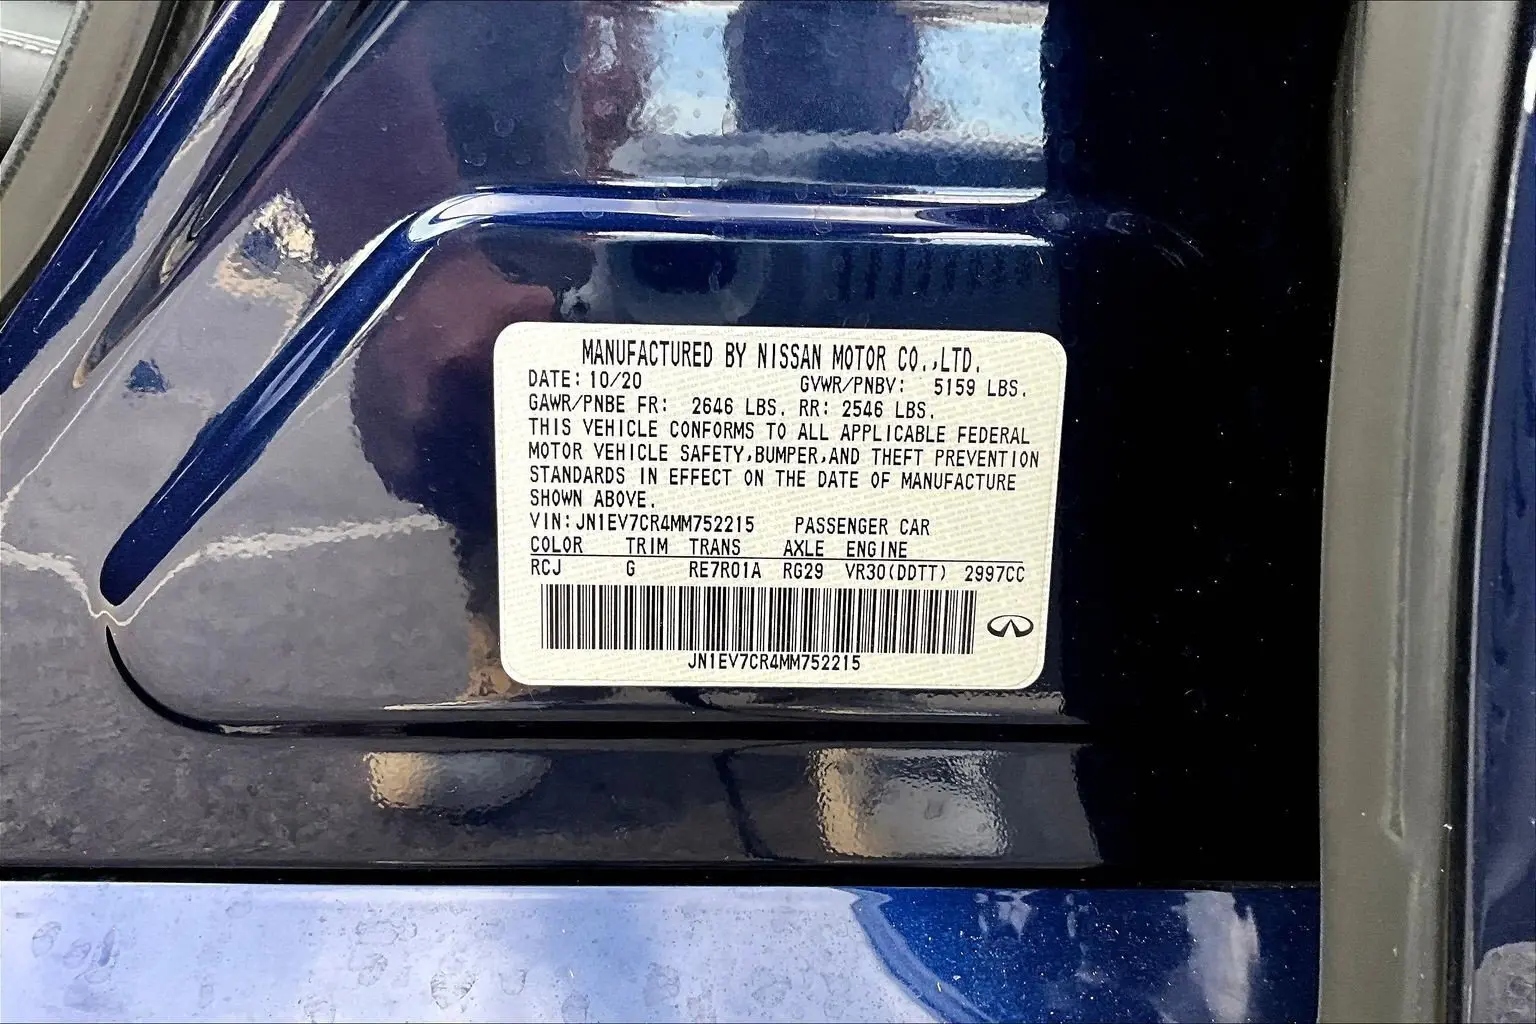 MANUFACTURED BY NISSAN MOTOR CO.,LTD.
DATE: 10/20 GVWR/PNBV: 5159 LBS.
GAWR/PNBE FR: 2646 LBS. RR: 2546 LBS.
THIS VEHICLE CONFORMS TO ALL APPLICABLE FEDERAL
MOTOR VEHICLE SAFETY,BUMPER,AND THEFT PREVENTION
STANDARDS IN EFFECT ON THE DATE OF MANUFACTURE
SHOWN ABOVE.
VIN: JN1EV7CR4MM752215 PASSENGER CAR
COLOR TRIM TRANS AXLE ENGINE
RCJ G RE7R01A RG29 VR30(DDTT) 2997CC
JN1EV7CR4MM752215